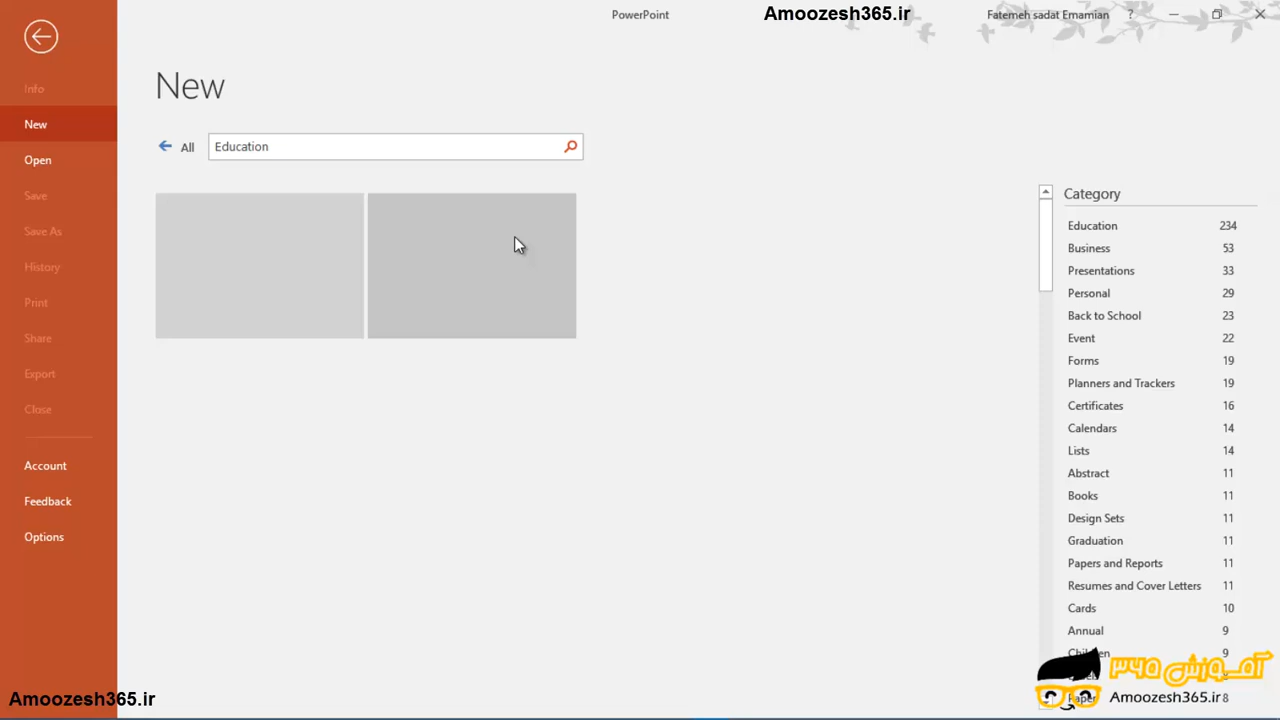 PowerPoint
Amoozesh365.ir
Fatemeh sadat Emamian
?
Info
New
Open
Save
Save As
History
Print
Share
Export
Close
Account
Feedback
Options
New
All
Education
Category
Education 234
Business 53
Presentations 33
Personal 29
Back to School 23
Event 22
Forms 19
Planners and Trackers 19
Certificates 16
Calendars 14
Lists 14
Abstract 11
Books 11
Design Sets 11
Graduation 11
Papers and Reports 11
Resumes and Cover Letters 11
Cards 10
Annual 9
9
8
آموزش ۳۶۵
Amoozesh365.ir
Amoozesh365.ir